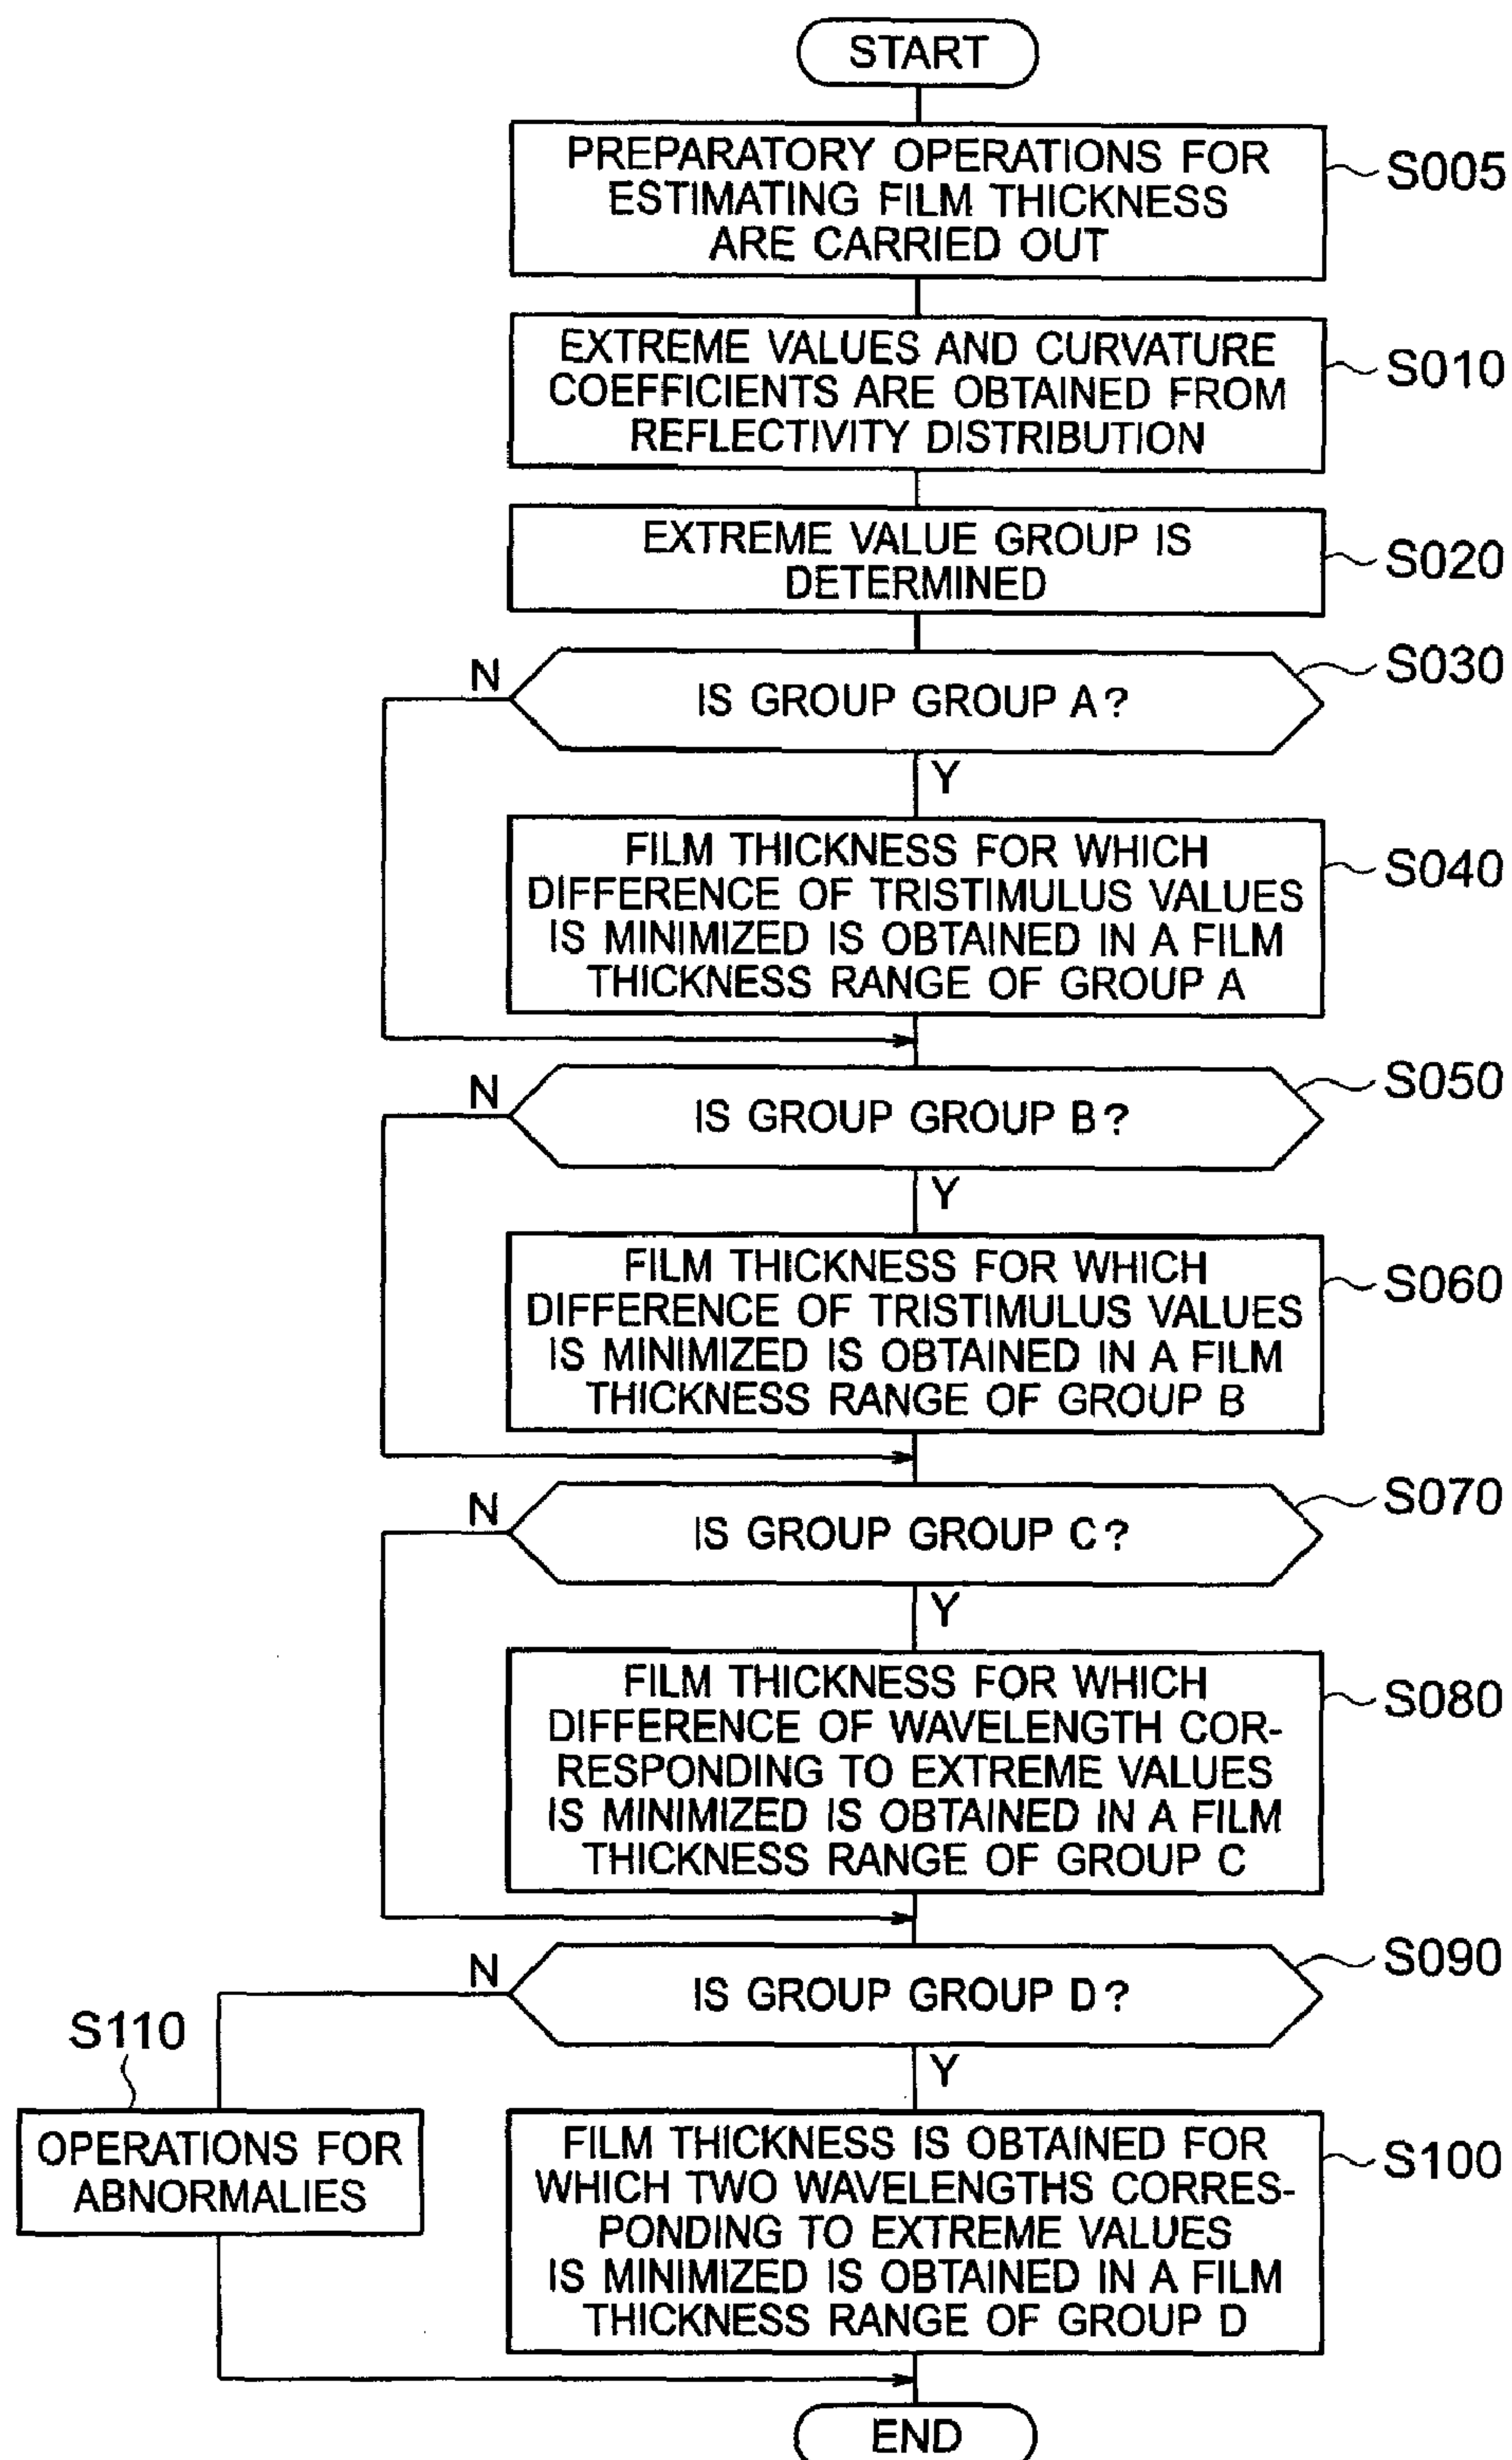 START
PREPARATORY OPERATIONS FOR
ESTIMATING FILM THICKNESS
ARE CARRIED OUT
S005
EXTREME VALUES AND CURVATURE
COEFFICIENTS ARE OBTAINED FROM
REFLECTIVITY DISTRIBUTION
S010
EXTREME VALUE GROUP IS
DETERMINED
S020
N
IS GROUP GROUP A?
S030
Y
FILM THICKNESS FOR WHICH
DIFFERENCE OF TRISTIMULUS VALUES
IS MINIMIZED IS OBTAINED IN A FILM
THICKNESS RANGE OF GROUP A
S040
N
IS GROUP GROUP B?
S050
Y
FILM THICKNESS FOR WHICH
DIFFERENCE OF TRISTIMULUS VALUES
IS MINIMIZED IS OBTAINED IN A FILM
THICKNESS RANGE OF GROUP B
S060
N
IS GROUP GROUP C?
S070
Y
FILM THICKNESS FOR WHICH
DIFFERENCE OF WAVELENGTH COR-
RESPONDING TO EXTREME VALUES
IS MINIMIZED IS OBTAINED IN A FILM
THICKNESS RANGE OF GROUP C
S080
N
IS GROUP GROUP D?
S090
Y
S110
OPERATIONS FOR
ABNORMALIES
FILM THICKNESS IS OBTAINED FOR
WHICH TWO WAVELENGTHS CORRES-
PONDING TO EXTREME VALUES
IS MINIMIZED IS OBTAINED IN A FILM
THICKNESS RANGE OF GROUP D
S100
END